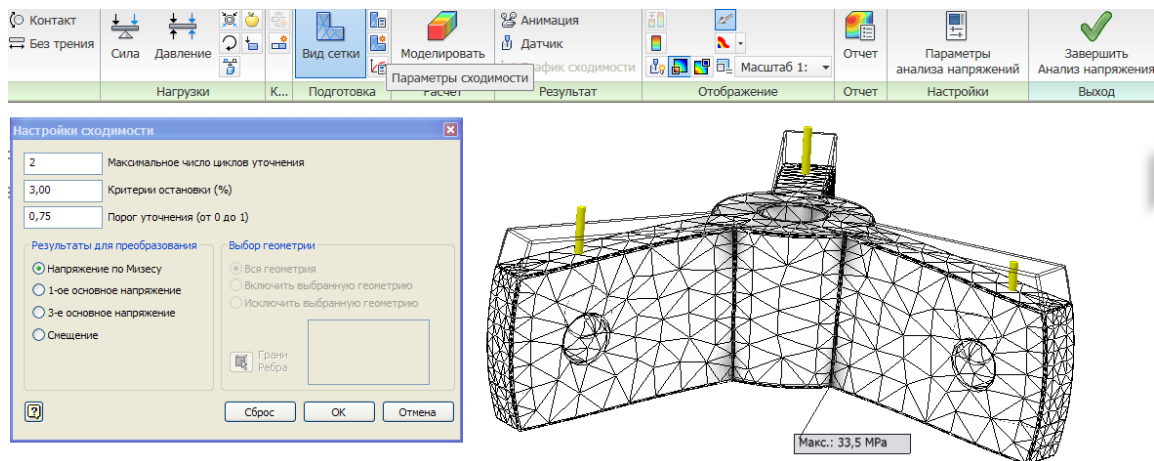 Контакт
Без трения
Сила
Давление
Нагрузки
К...
Вид сетки
Подготовка
Моделировать
Параметры сходимости
Расчет
Анимация
Датчик
график сходимости
Результат
Масштаб 1:
Отображение
Отчет
Отчет
Параметры
анализа напряжений
Настройки
Завершить
Анализ напряжения
Выход
Настройки сходимости
2 Максимальное число циклов уточнения
3,00 Критерии остановки (%)
0,75 Порог уточнения (от 0 до 1)
Результаты для преобразования
Напряжение по Мизесу
1-ое основное напряжение
3-е основное напряжение
Смещение
Выбор геометрии
Вся геометрия
Включить выбранную геометрию
Исключить выбранную геометрию
Грани
Ребра
Сброс
OK
Отмена
Макс.: 33,5 MPa